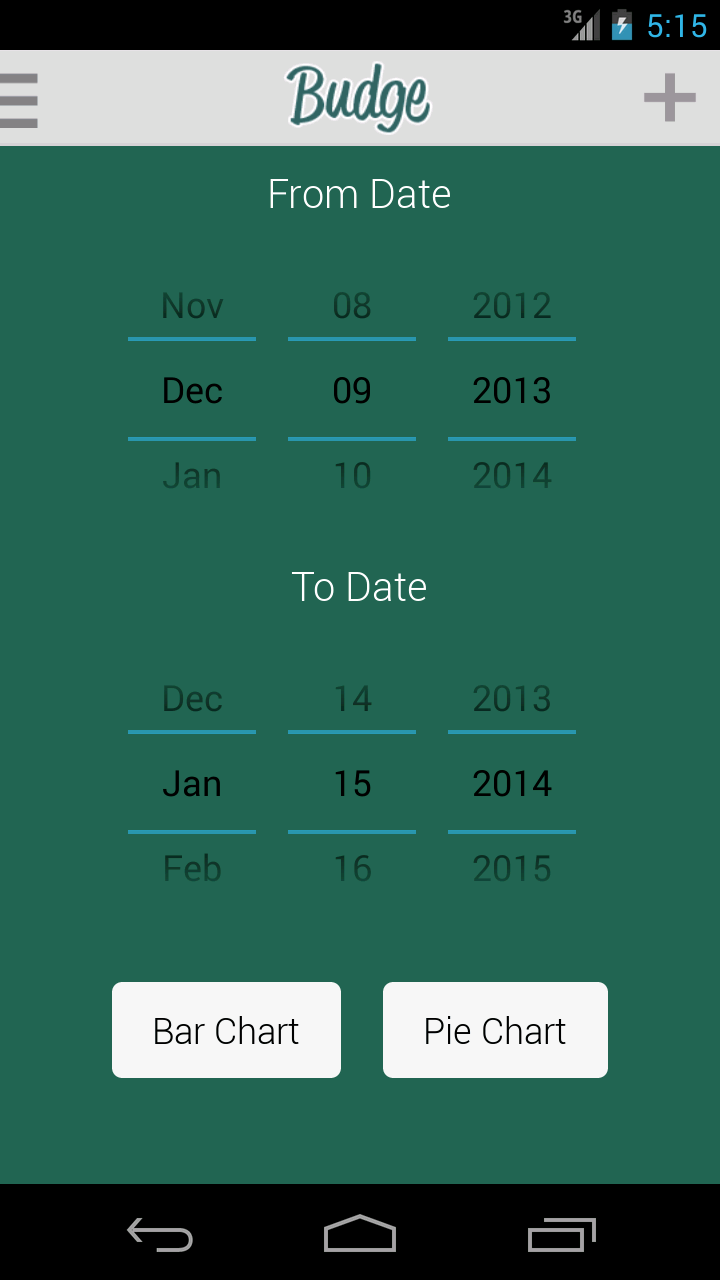 3G 5:15
Budge
From Date
Nov 08 2012
Dec 09 2013
Jan 10 2014
To Date
Dec 14 2013
Jan 15 2014
Feb 16 2015
Bar Chart Pie Chart